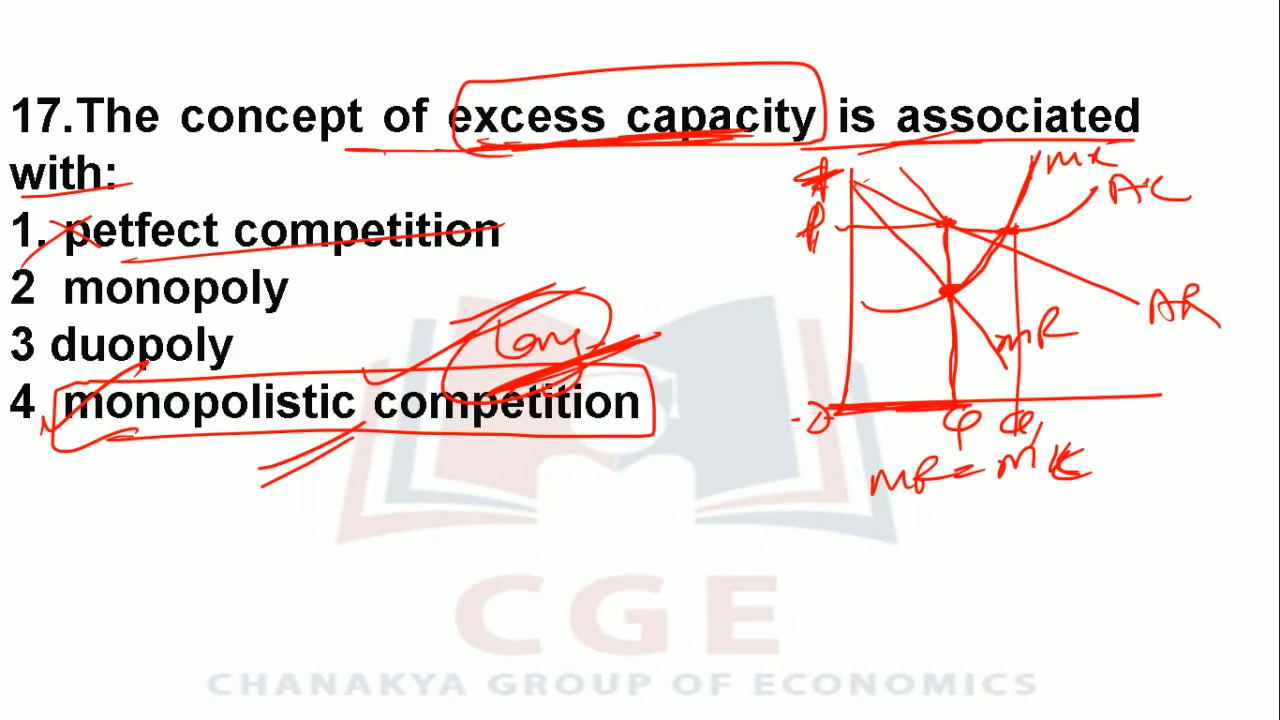 17.The concept of excess capacity is associated
with:
1. petfect competition
2 monopoly
3 duopoly
4 monopolistic competition
Long
MC
AC
AR
MR
Q Q1
MR = MC
CGE
CHANAKYA GROUP OF ECONOMICS